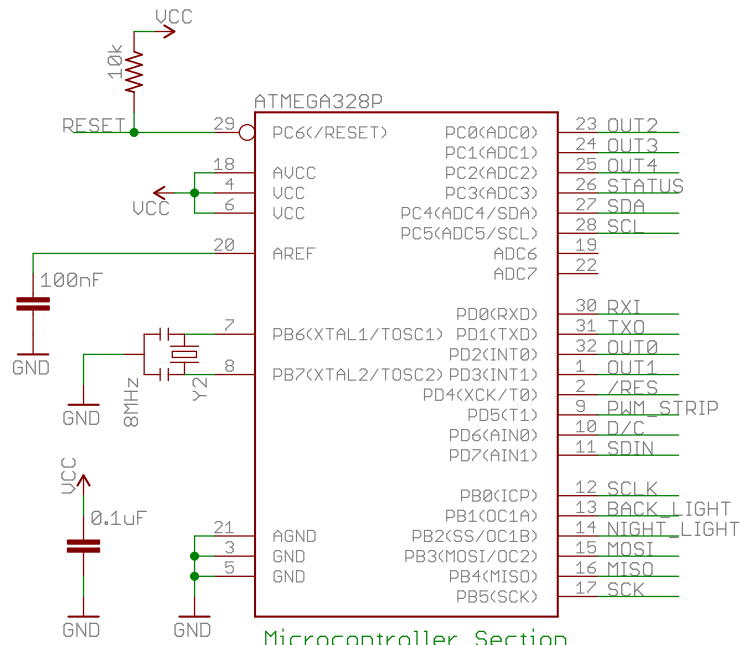 VCC
10k
ATMEGA328P
RESET 29 PC6(/RESET) PC0(ADC0) 23 OUT2
PC1(ADC1) 24 OUT3
18 AVCC PC2(ADC2) 25 OUT4
4 VCC PC3(ADC3) 26 STATUS
VCC
6 VCC PC4(ADC4/SDA) 27 SDA
PC5(ADC5/SCL) 28 SCL
20 AREF ADC6 19
ADC7 22
100nF
PD0(RXD) 30 RXI
7 PB6(XTAL1/TOSC1) PD1(TXD) 31 TXO
PD2(INT0) 32 OUT0
GND
8 PB7(XTAL2/TOSC2) PD3(INT1) 1 OUT1
8MHz
Y2
PD4(XCK/T0) 2 /RES
GND
PD5(T1) 9 PWM_STRIP
PD6(AIN0) 10 D/C
PD7(AIN1) 11 SDIN
VCC
PB0(ICP) 12 SCLK
0.1uF
PB1(OC1A) 13 BACK_LIGHT
21 AGND PB2(SS/OC1B) 14 NIGHT_LIGHT
3 GND PB3(MOSI/OC2) 15 MOSI
5 GND PB4(MISO) 16 MISO
PB5(SCK) 17 SCK
GND
GND
Microcontroller Section